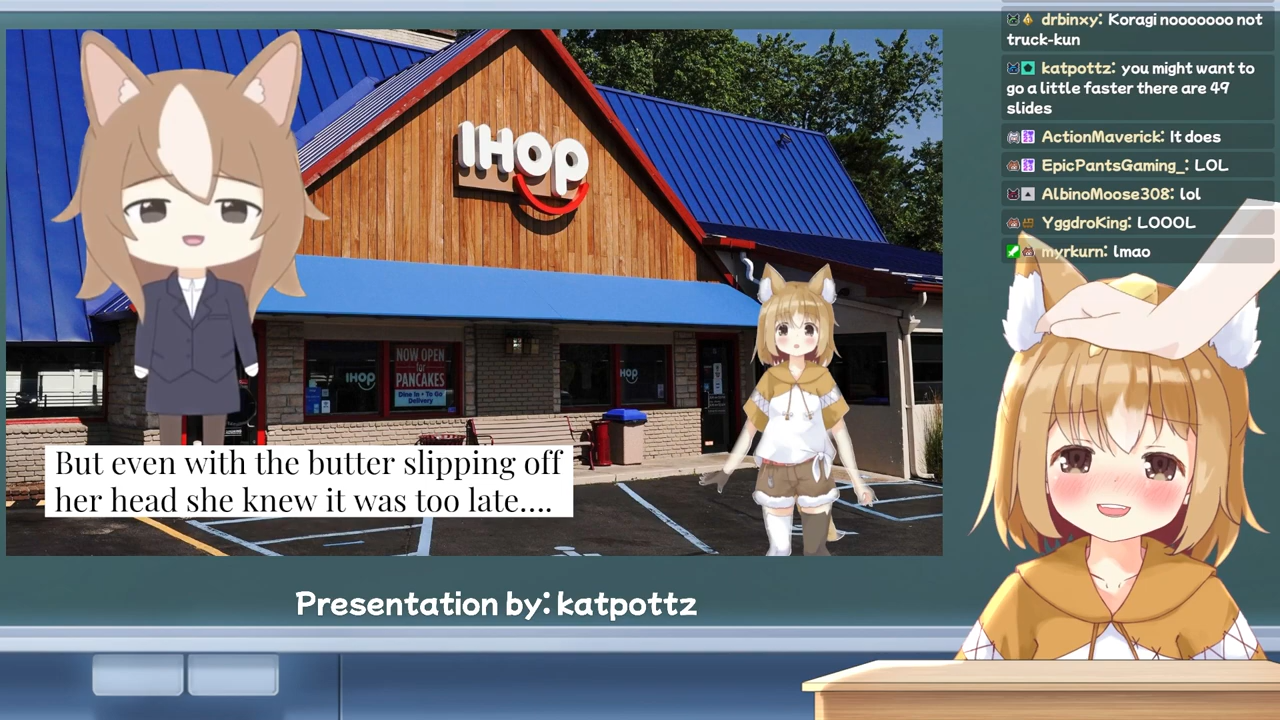 IHOP
NOW OPEN
for
PANCAKES
Dine In • To Go
Delivery
IHOP
IHOP
But even with the butter slipping off
her head she knew it was too late....
Presentation by: katpottz
drbinxy: Koragi nooooooo not
truck-kun
katpottz: you might want to
go a little faster there are 49
slides
ActionMaverick: It does
EpicPantsGaming_: LOL
AlbinoMoose308: lol
YggdroKing: LOOOL
myrkurn: lmao